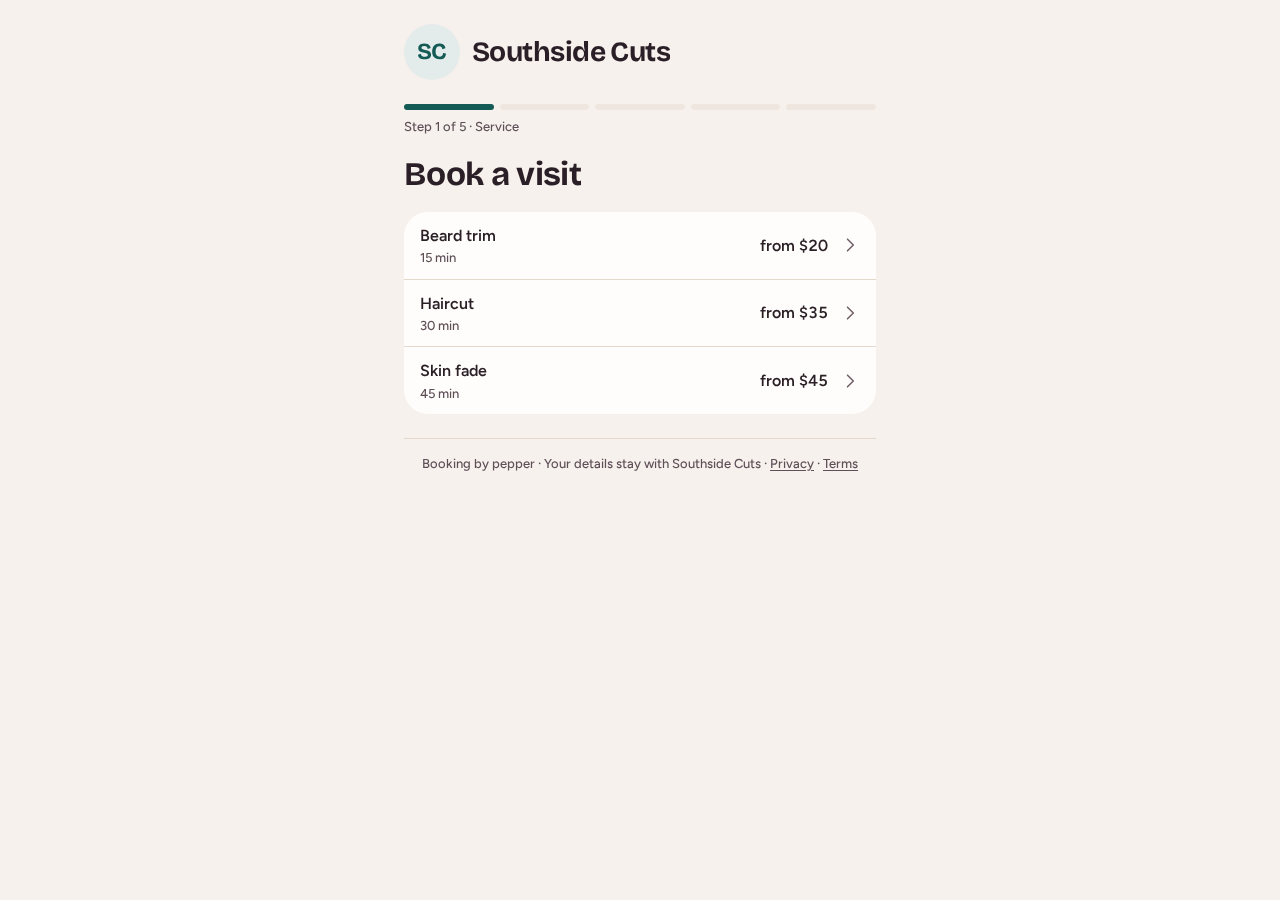 SC Southside Cuts
Step 1 of 5 · Service
Book a visit
Beard trim
15 min
from $20
Haircut
30 min
from $35
Skin fade
45 min
from $45
Booking by pepper · Your details stay with Southside Cuts · Privacy · Terms